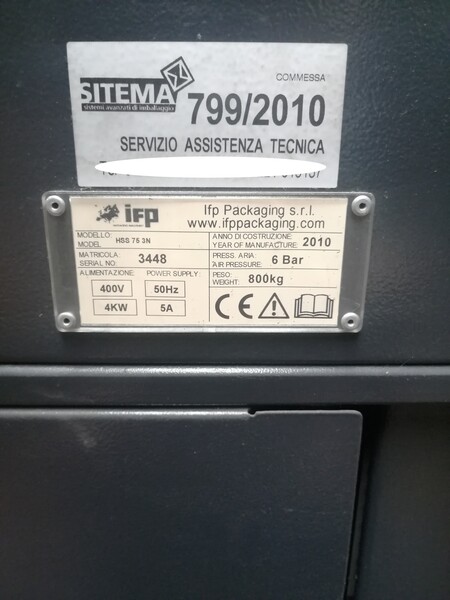 SITEMA
sistemi avanzati di imballaggio
COMMESSA
799/2010
SERVIZIO ASSISTENZA TECNICA
ifp
Ifp Packaging s.r.l.
www.ifppackaging.com
MODELLO:
MODEL
HSS 75 3N
ANNO DI COSTRUZIONE
YEAR OF MANUFACTURE
2010
MATRICOLA:
SERIAL NO:
3448
PRESS. ARIA:
AIR PRESSURE:
6 Bar
ALIMENTAZIONE:
POWER SUPPLY:
400V
50Hz
4KW
5A
PESO:
WEIGHT:
800kg
CE